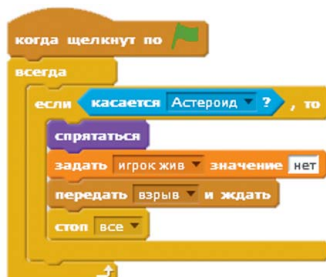 когда щелкнут по
всегда
если касается Астероид ? , то
спрятаться
задать игрок жив значение нет
передать взрыв и ждать
стоп все